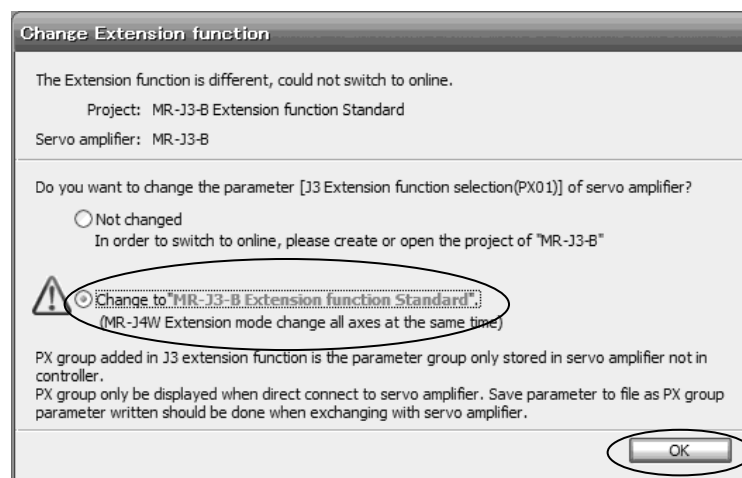 Change Extension function
The Extension function is different, could not switch to online.
Project: MR-J3-B Extension function Standard
Servo amplifier: MR-J3-B
Do you want to change the parameter [J3 Extension function selection(PX01)] of servo amplifier?
Not changed
In order to switch to online, please create or open the project of "MR-J3-B"
Change to"MR-J3-B Extension function Standard".
(MR-J4W Extension mode change all axes at the same time)
PX group added in J3 extension function is the parameter group only stored in servo amplifier not in
controller.
PX group only be displayed when direct connect to servo amplifier. Save parameter to file as PX group
parameter written should be done when exchanging with servo amplifier.
OK